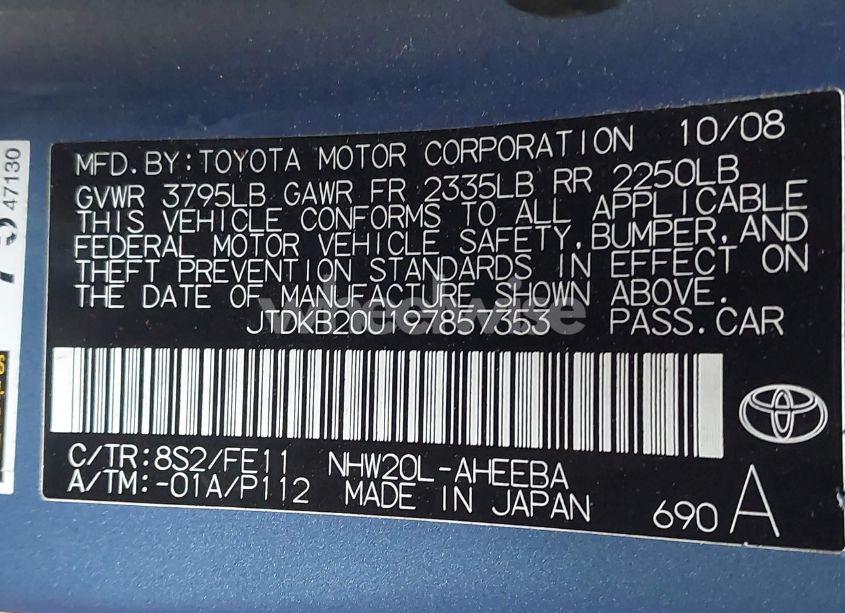 10/08
MFD. BY: TOYOTA MOTOR CORPORATION
GVWR 3795LB GAWR FR 2335LB RR 2250LB
THIS VEHICLE CONFORMS TO ALL APPLICABLE
FEDERAL MOTOR VEHICLE SAFETY, BUMPER, AND
THEFT PREVENTION STANDARDS IN EFFECT ON
THE DATE OF MANUFACTURE SHOWN ABOVE.
PASS. CAR
C/TR: 8S2/FE11 NHW20L-AHEEBA
A/TM: -01A/P112 MADE IN JAPAN
690 A
47130